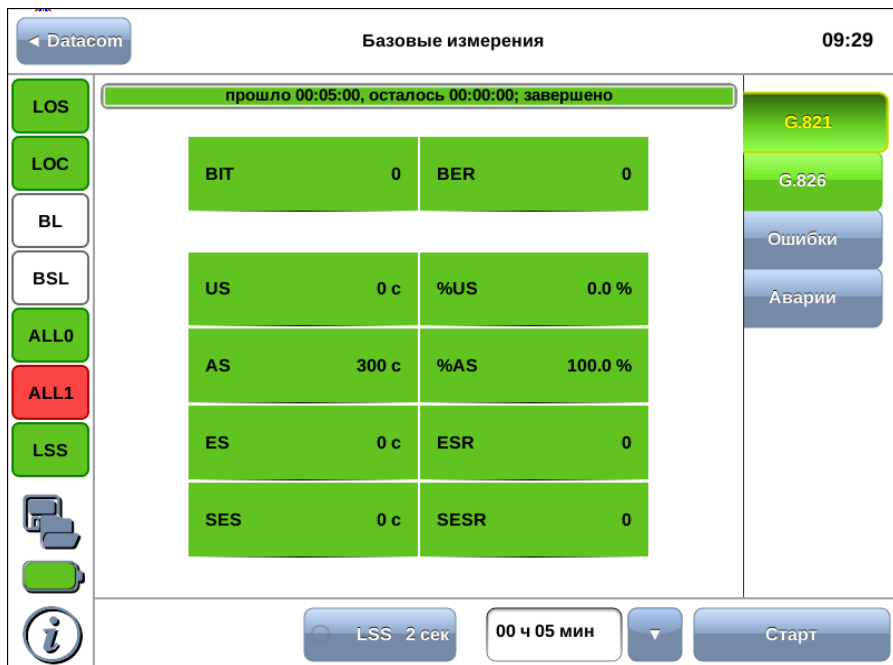 ◄ Datacom
Базовые измерения
09:29
LOS
LOC
BL
BSL
ALL0
ALL1
LSS
прошло 00:05:00, осталось 00:00:00; завершено
BIT 0 BER 0
US 0 с %US 0.0 %
AS 300 с %AS 100.0 %
ES 0 с ESR 0
SES 0 с SESR 0
G.821
G.826
Ошибки
Аварии
i
LSS 2 сек
00 ч 05 мин
▼
Старт